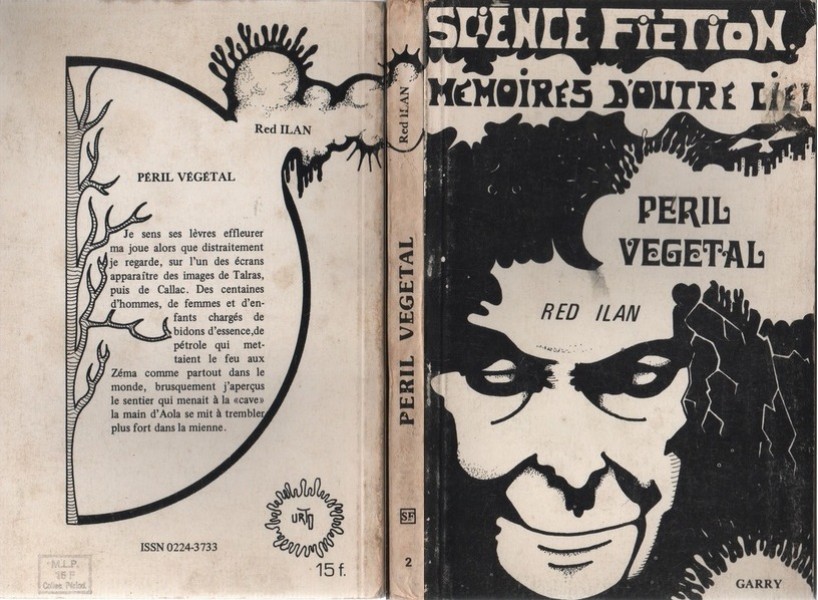 Red ILAN
PÉRIL VÉGÉTAL
Je sens ses lèvres effleurer
ma joue alors que distraitement
je regarde, sur l'un des écrans
apparaître des images de Talras,
puis de Callac. Des centaines
d'hommes, de femmes et d'en-
fants chargés de
bidons d'essence,de
pétrole qui met-
taient le feu aux
Zéma comme partout dans le
monde, brusquement j'aperçus
le sentier qui menait à la «cave»
la main d'Aola se mit à trembler
plus fort dans la mienne.
URTO
ISSN 0224-3733
15 f.
M.L.P.
15 F
Red ILAN
PERIL VEGETAL
SF
2
SCIENCE FICTION.
MEMOIRES D'OUTRE CIEL
PERIL
VEGETAL
RED ILAN
GARRY